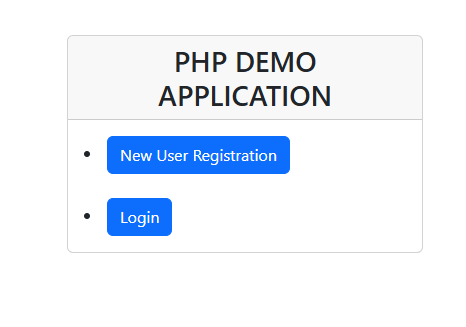 PHP DEMO
APPLICATION
New User Registration
Login